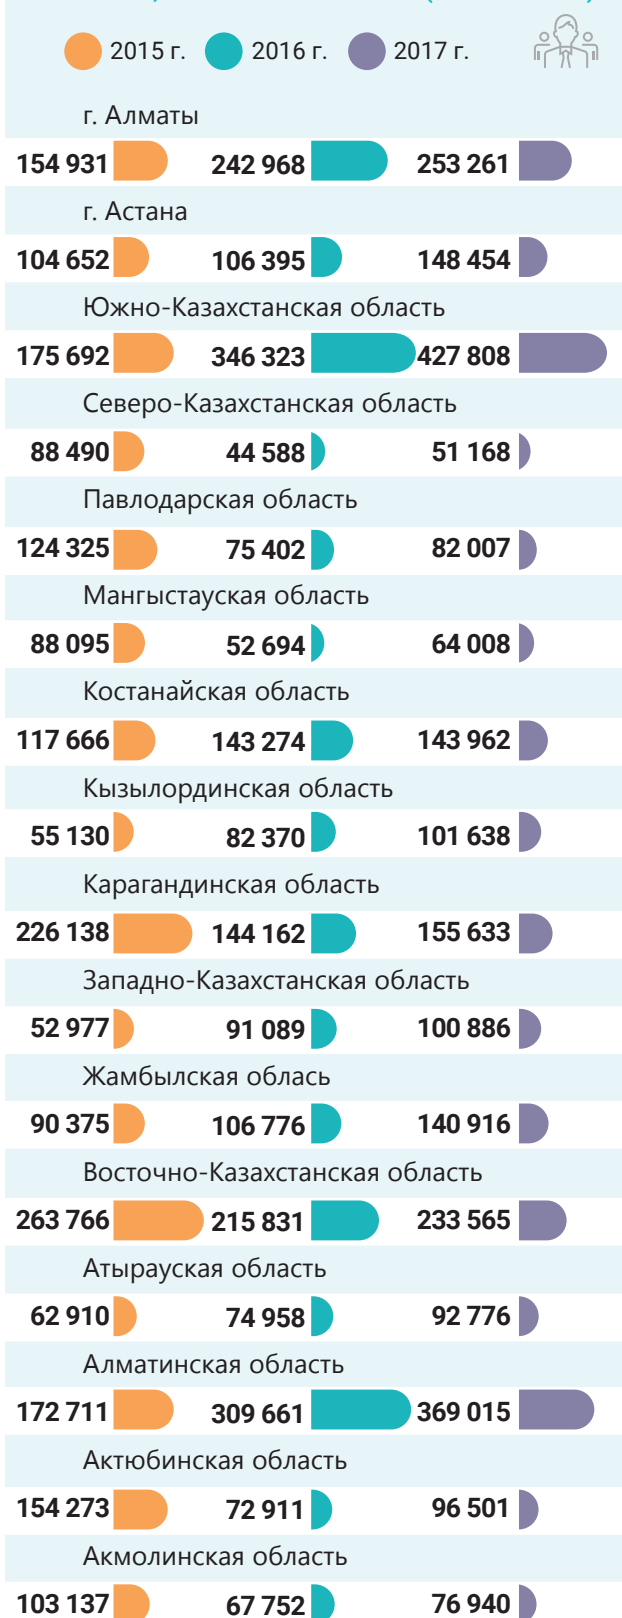 2015 г. 2016 г. 2017 г.
г. Алматы
154 931 242 968 253 261
г. Астана
104 652 106 395 148 454
Южно-Казахстанская область
175 692 346 323 427 808
Северо-Казахстанская область
88 490 44 588 51 168
Павлодарская область
124 325 75 402 82 007
Мангыстауская область
88 095 52 694 64 008
Костанайская область
117 666 143 274 143 962
Кызылординская область
55 130 82 370 101 638
Карагандинская область
226 138 144 162 155 633
Западно-Казахстанская область
52 977 91 089 100 886
Жамбылская облась
90 375 106 776 140 916
Восточно-Казахстанская область
263 766 215 831 233 565
Атырауская область
62 910 74 958 92 776
Алматинская область
172 711 309 661 369 015
Актюбинская область
154 273 72 911 96 501
Акмолинская область
103 137 67 752 76 940